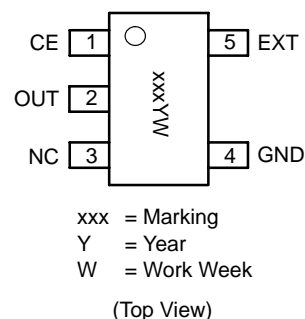 CE 1 5 EXT
OUT 2
xxxYW
NC 3 4 GND
xxx = Marking
Y = Year
W = Work Week
(Top View)